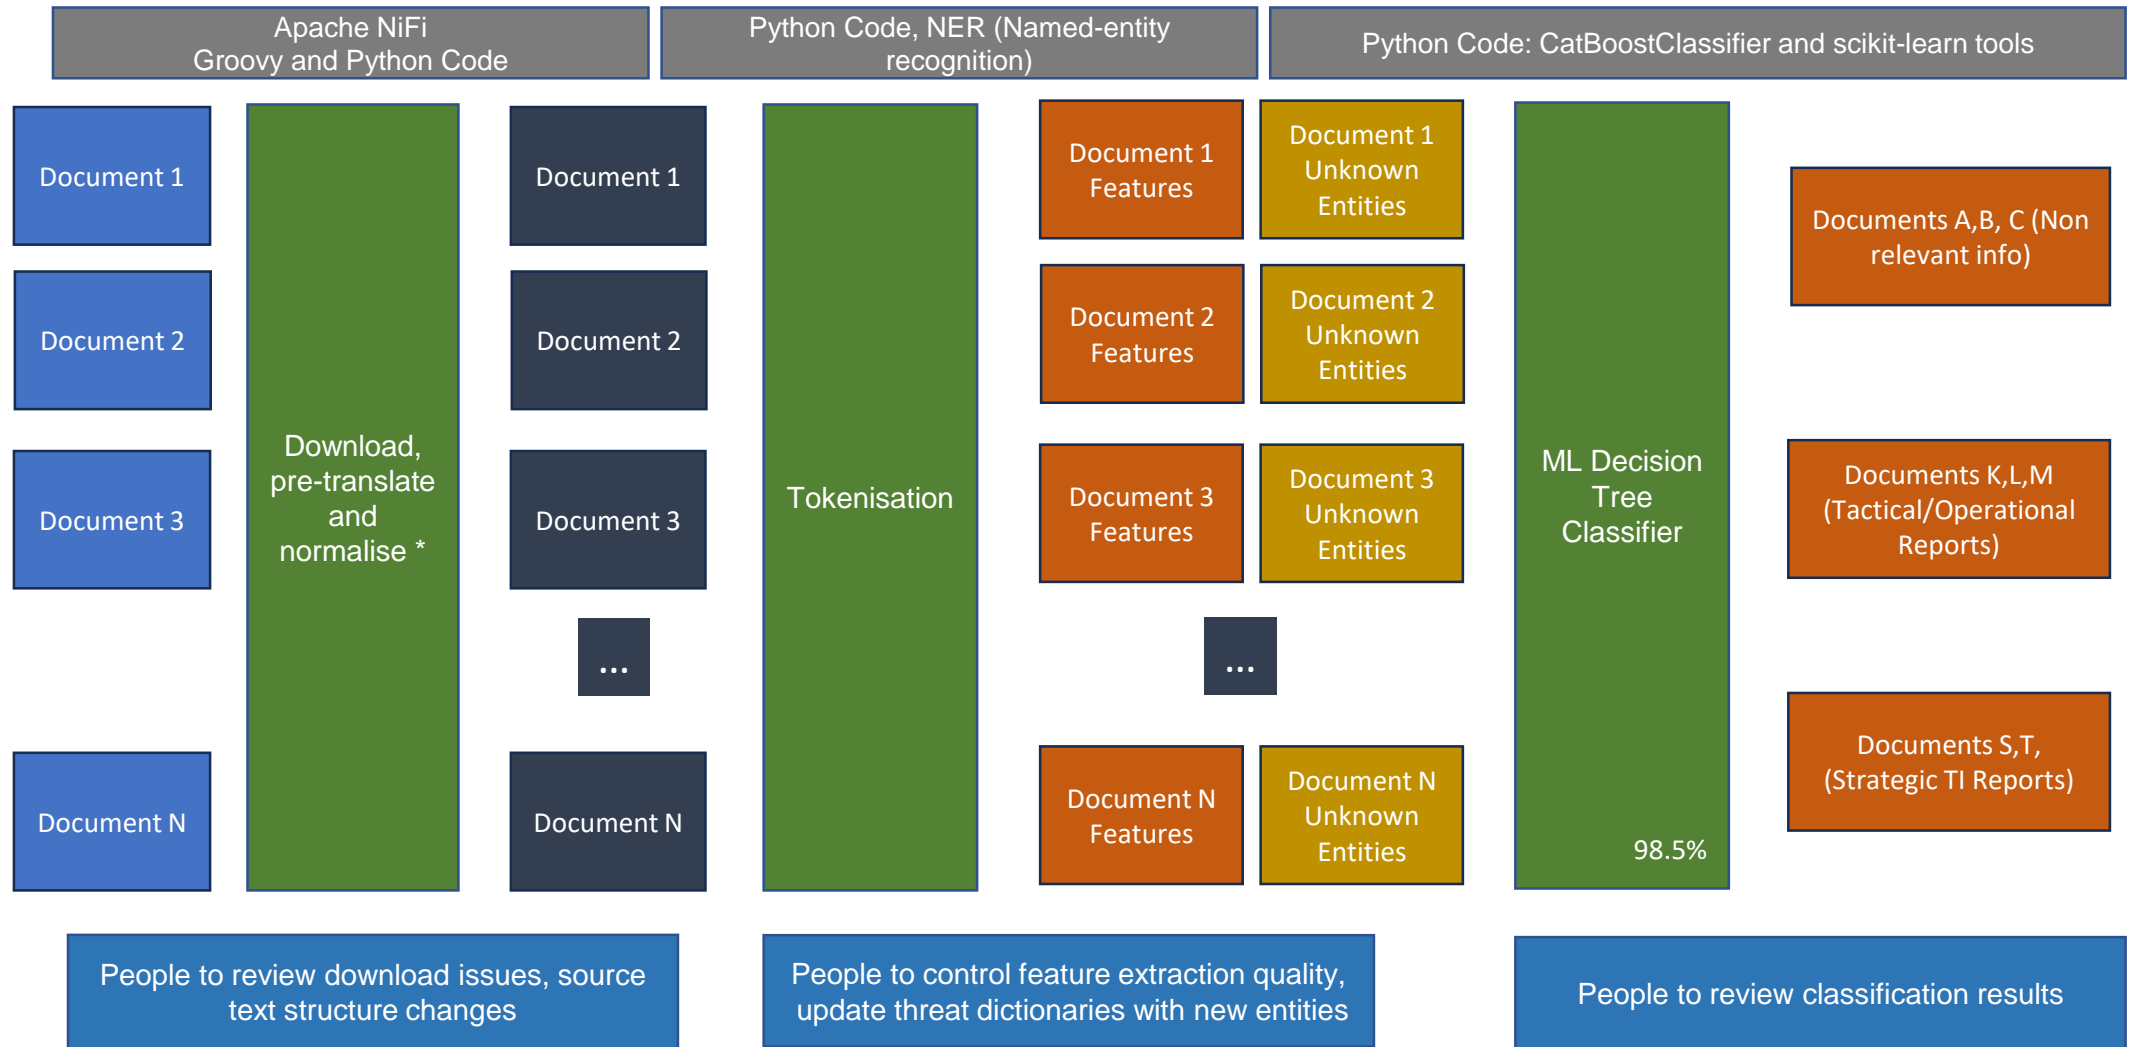 Apache NiFi
Groovy and Python Code
Python Code, NER (Named-entity
recognition)
Python Code: CatBoostClassifier and scikit-learn tools
Document 1
Document 2
Document 3
Document N
Download,
pre-translate
and
normalise *
Document 1
Document 2
Document 3
...
Document N
Tokenisation
Document 1
Features
Document 2
Features
Document 3
Features
...
Document N
Features
Document 1
Unknown
Entities
Document 2
Unknown
Entities
Document 3
Unknown
Entities
Document N
Unknown
Entities
ML Decision
Tree
Classifier
98.5%
Documents A,B, C (Non
relevant info)
Documents K,L,M
(Tactical/Operational
Reports)
Documents S,T,
(Strategic TI Reports)
People to review download issues, source
text structure changes
People to control feature extraction quality,
update threat dictionaries with new entities
People to review classification results